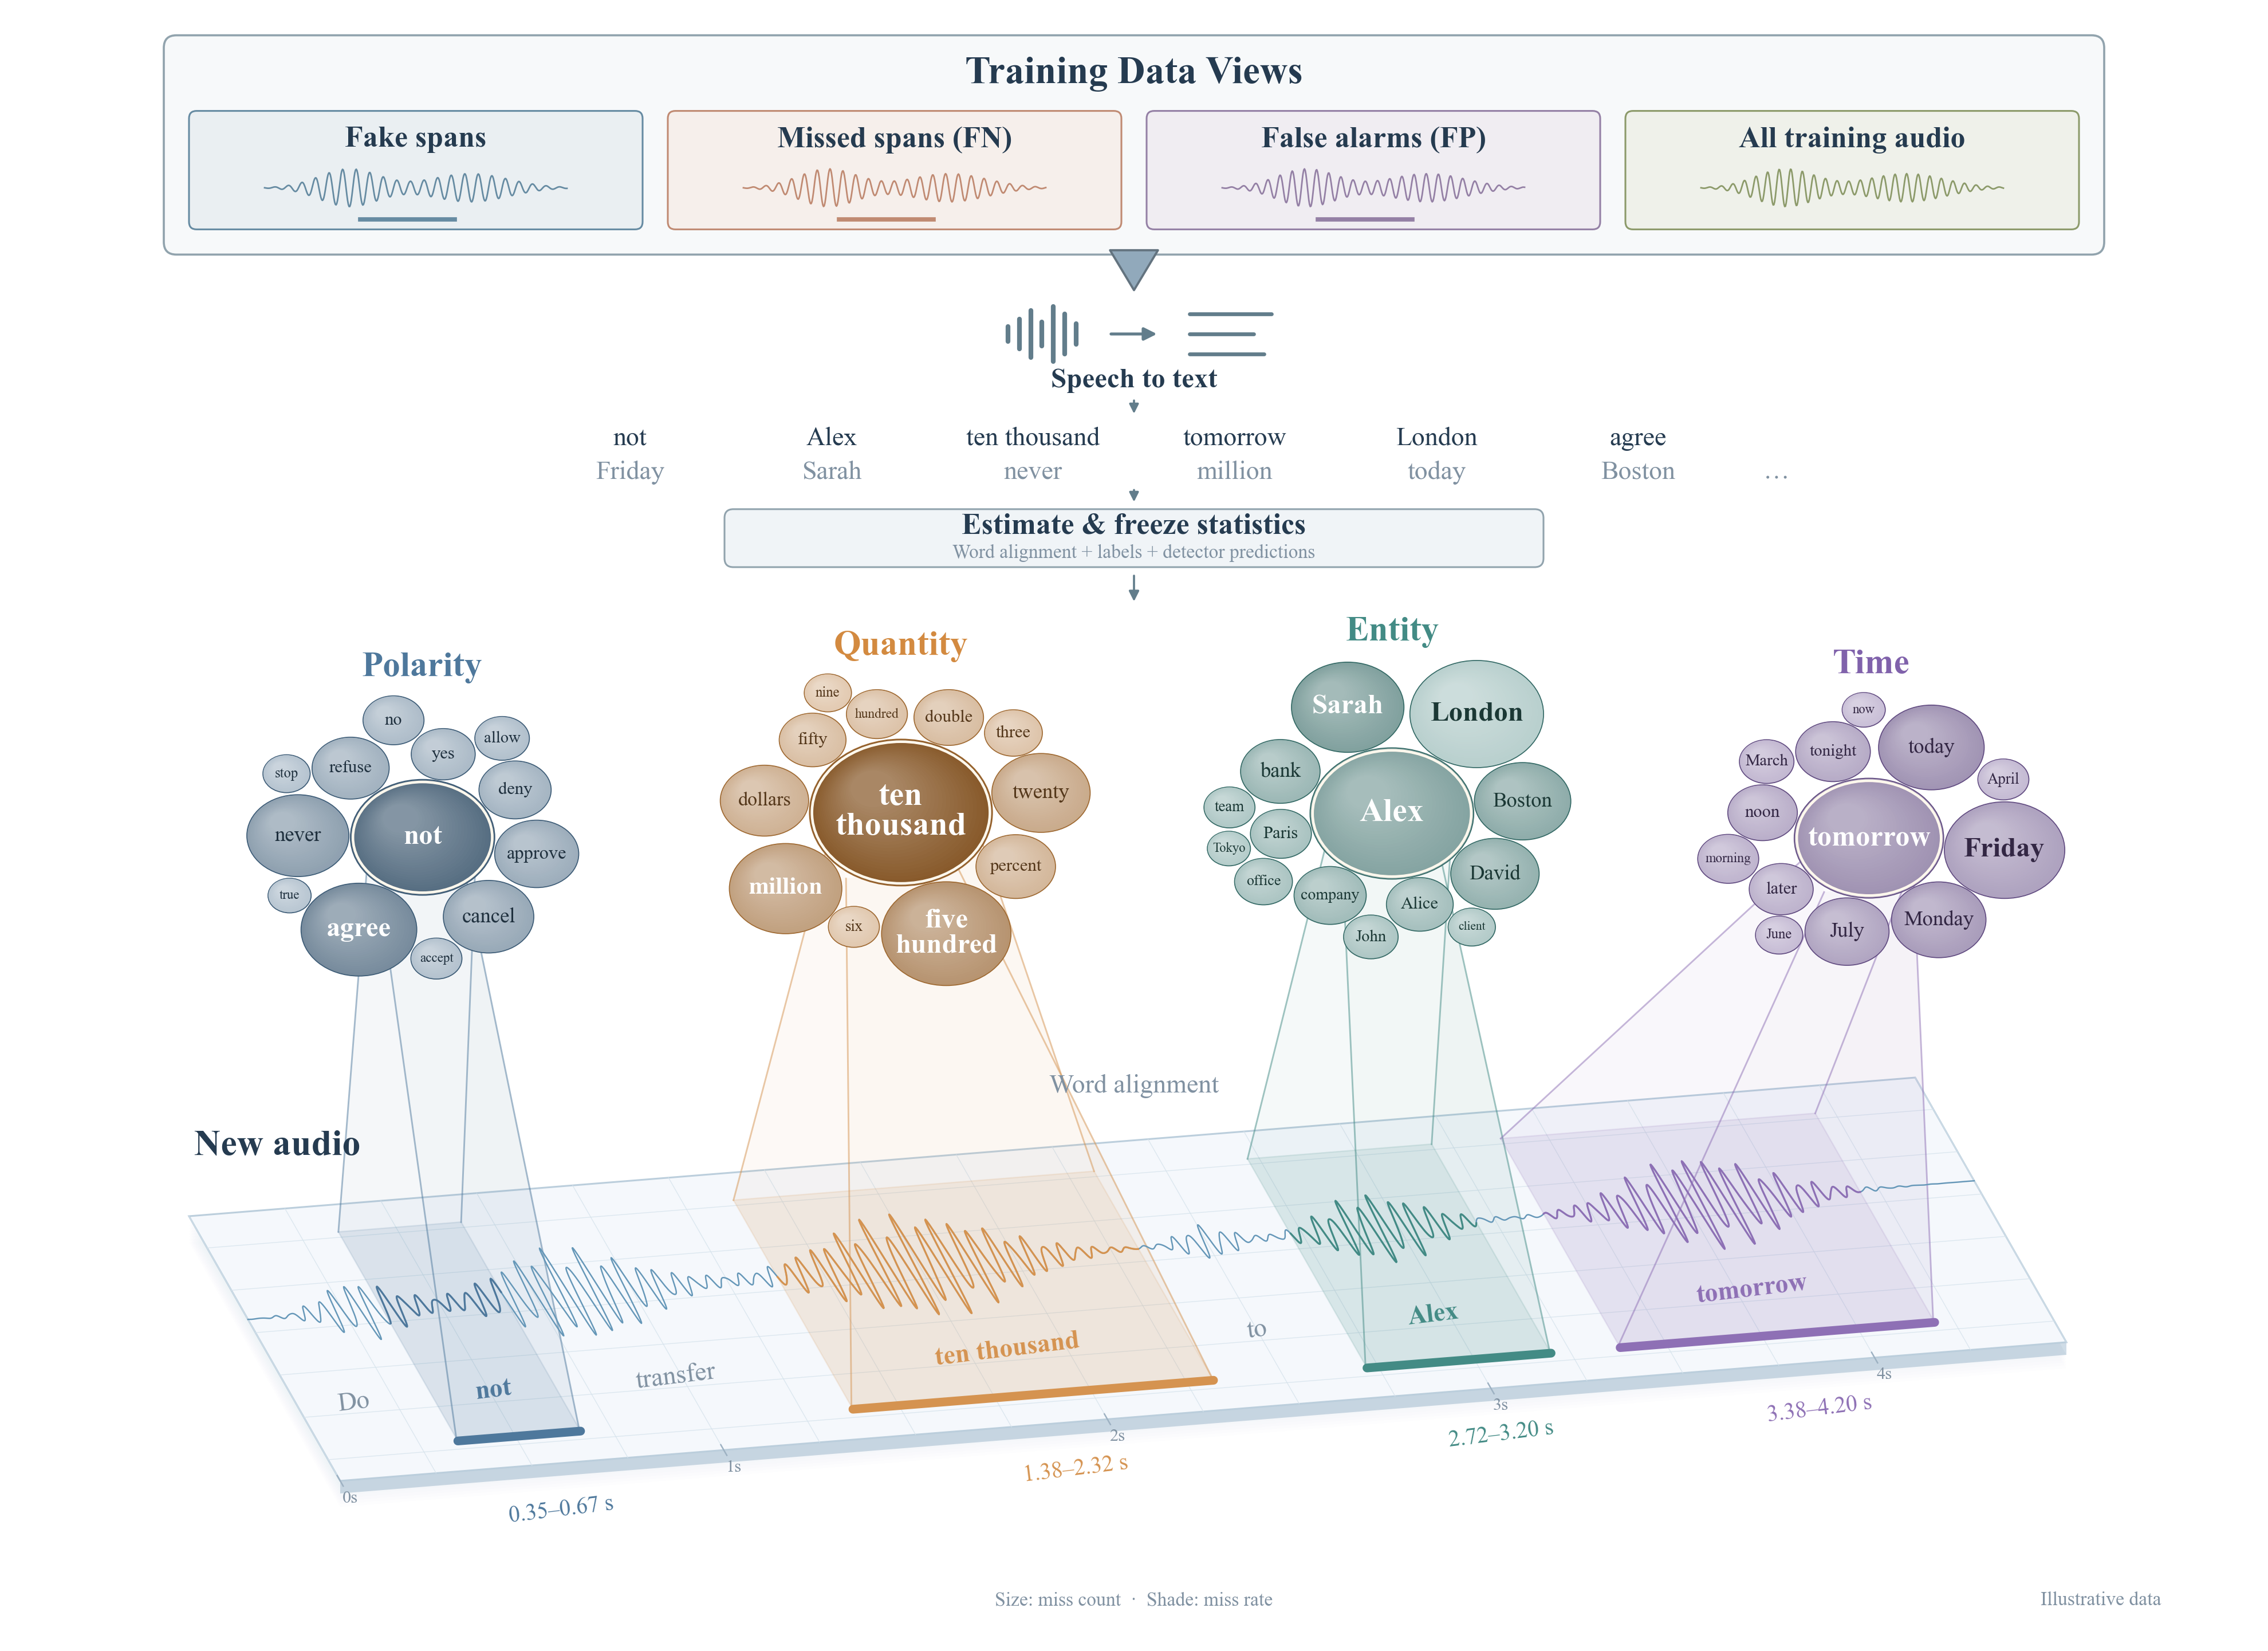 Training Data Views
Fake spans
Missed spans (FN)
False alarms (FP)
All training audio
Speech to text
not Alex ten thousand tomorrow London agree
Friday Sarah never million today Boston ...
Estimate & freeze statistics
Word alignment + labels + detector predictions
Polarity
no
yes
allow
stop
refuse
deny
never
not
approve
true
agree
cancel
accept
Quantity
nine
hundred
double
fifty
three
dollars
ten
thousand
twenty
million
percent
six
five
hundred
Entity
Sarah
London
bank
team
Alex
Boston
Paris
Tokyo
office
company
David
Alice
John
client
Time
now
tonight
today
March
April
noon
tomorrow
Friday
morning
later
Monday
June
July
Word alignment
New audio
Do
not
transfer
ten thousand
to
Alex
tomorrow
0s
1s
2s
3s
4s
0.35–0.67 s
1.38–2.32 s
2.72–3.20 s
3.38–4.20 s
Size: miss count · Shade: miss rate
Illustrative data